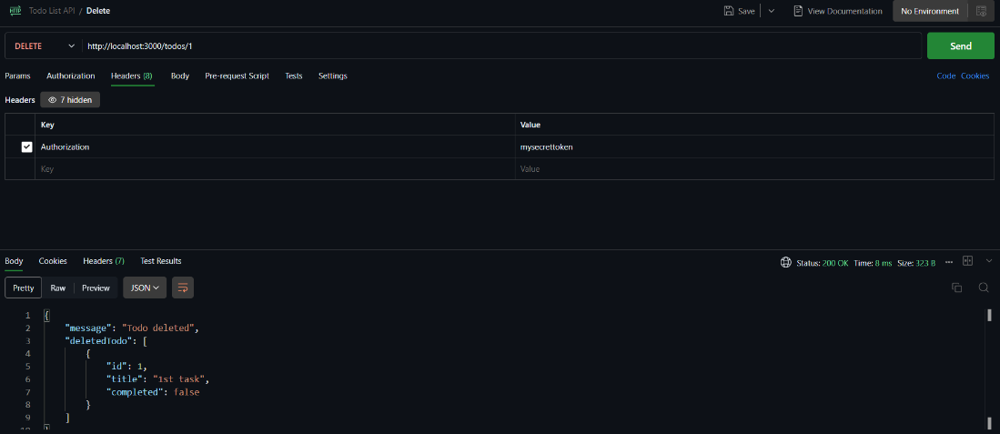 HTTP Todo List API / Delete Save View Documentation No Environment
DELETE http://localhost:3000/todos/1 Send
Params Authorization Headers (8) Body Pre-request Script Tests Settings Code Cookies
Headers 7 hidden
Key Value
Authorization mysecrettoken
Key Value
Body Cookies Headers (7) Test Results Status: 200 OK Time: 8 ms Size: 323 B
Pretty Raw Preview JSON
1 {
2 "message": "Todo deleted",
3 "deletedTodo": [
4 {
5 "id": 1,
6 "title": "1st task",
7 "completed": false
8 }
9 ]
10 }